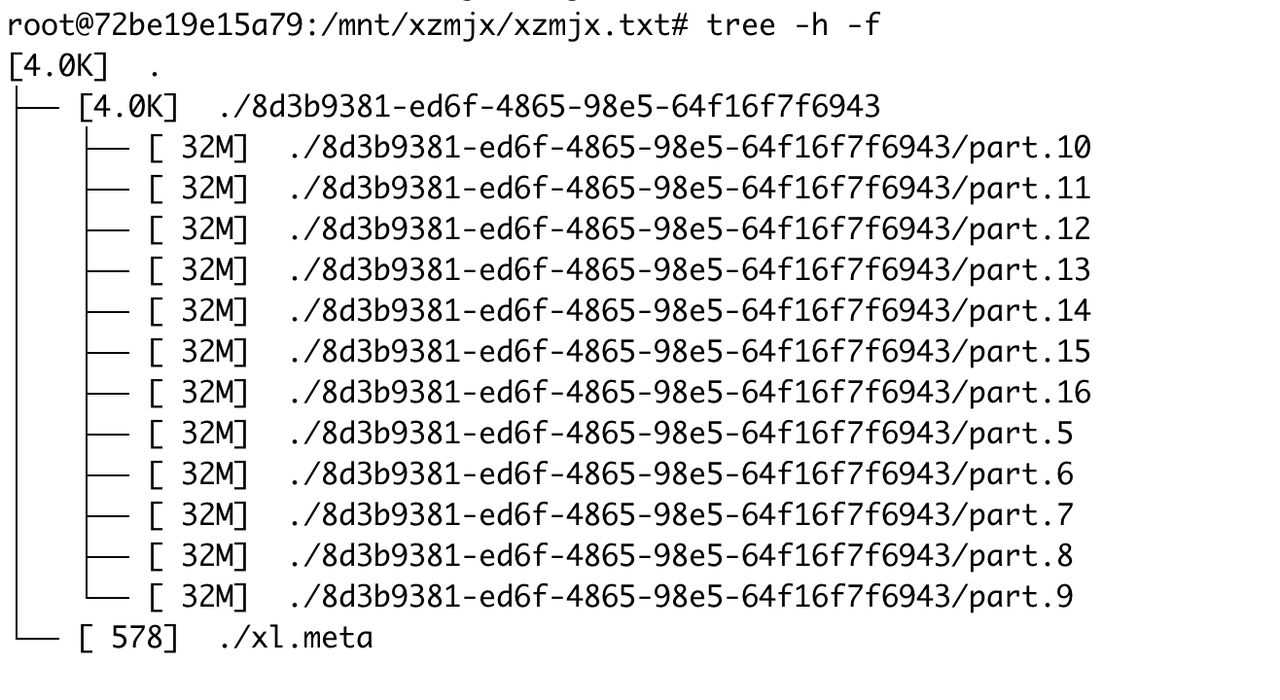 root@72be19e15a79:/mnt/xzmjx/xzmjx.txt# tree -h -f
[4.0K]  .
├── [4.0K]  ./8d3b9381-ed6f-4865-98e5-64f16f7f6943
│   ├── [ 32M]  ./8d3b9381-ed6f-4865-98e5-64f16f7f6943/part.10
│   ├── [ 32M]  ./8d3b9381-ed6f-4865-98e5-64f16f7f6943/part.11
│   ├── [ 32M]  ./8d3b9381-ed6f-4865-98e5-64f16f7f6943/part.12
│   ├── [ 32M]  ./8d3b9381-ed6f-4865-98e5-64f16f7f6943/part.13
│   ├── [ 32M]  ./8d3b9381-ed6f-4865-98e5-64f16f7f6943/part.14
│   ├── [ 32M]  ./8d3b9381-ed6f-4865-98e5-64f16f7f6943/part.15
│   ├── [ 32M]  ./8d3b9381-ed6f-4865-98e5-64f16f7f6943/part.16
│   ├── [ 32M]  ./8d3b9381-ed6f-4865-98e5-64f16f7f6943/part.5
│   ├── [ 32M]  ./8d3b9381-ed6f-4865-98e5-64f16f7f6943/part.6
│   ├── [ 32M]  ./8d3b9381-ed6f-4865-98e5-64f16f7f6943/part.7
│   ├── [ 32M]  ./8d3b9381-ed6f-4865-98e5-64f16f7f6943/part.8
│   └── [ 32M]  ./8d3b9381-ed6f-4865-98e5-64f16f7f6943/part.9
└── [ 578]  ./xl.meta